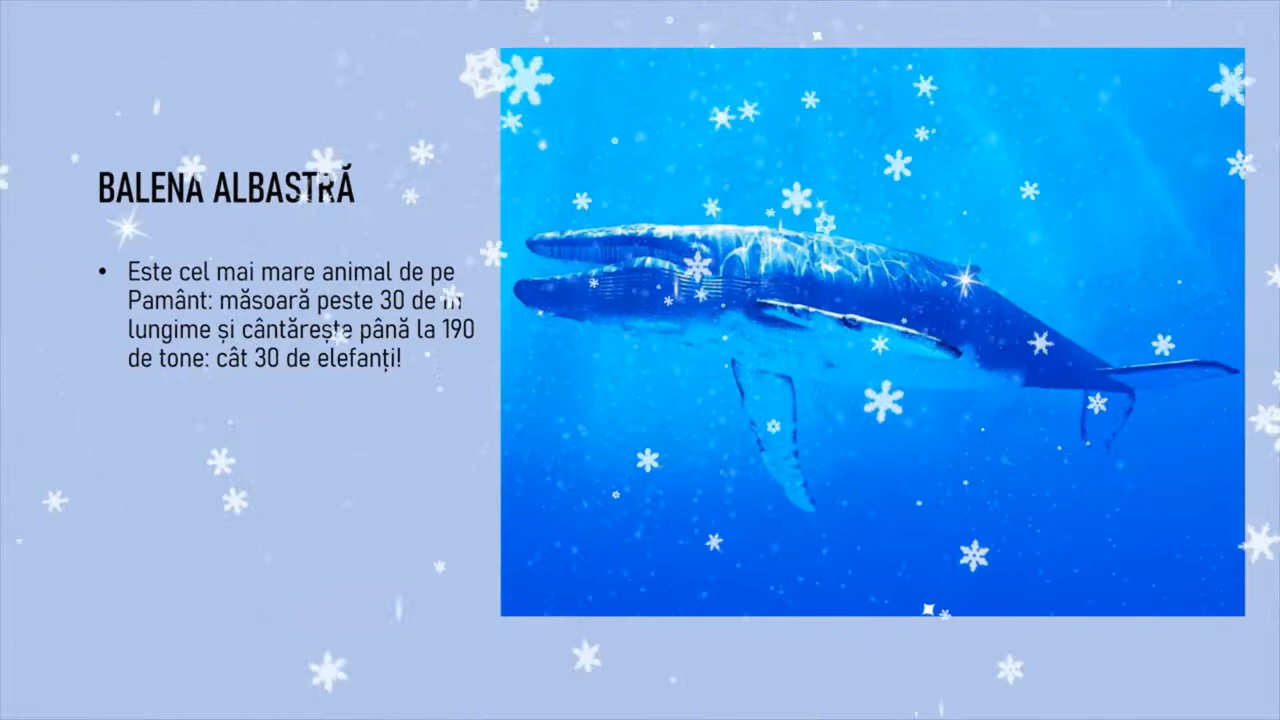 BALENA ALBASTRĂ
• Este cel mai mare animal de pe
Pamânt: măsoară peste 30 de m
lungime și cântărește până la 190
de tone: cât 30 de elefanți!